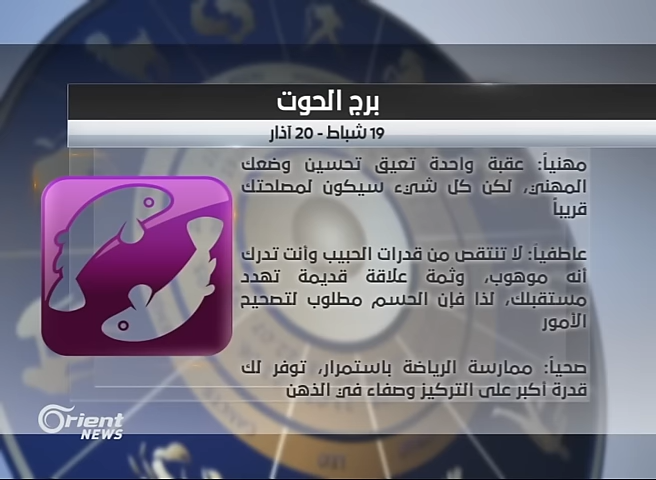 برج الحوت
19 شباط - 20 آذار
مهنياً: عقبة واحدة تعيق تحسين وضعك
المهني، لكن كل شيء سيكون لمصلحتك
قريباً
عاطفياً: لا تنتقص من قدرات الحبيب وأنت تدرك
أنه موهوب، وثمة علاقة قديمة تهدد
مستقبلك، لذا فإن الحسم مطلوب لتصحيح
الأمور
صحياً: ممارسة الرياضة باستمرار، توفر لك
قدرة أكبر على التركيز وصفاء في الذهن
Orient
NEWS